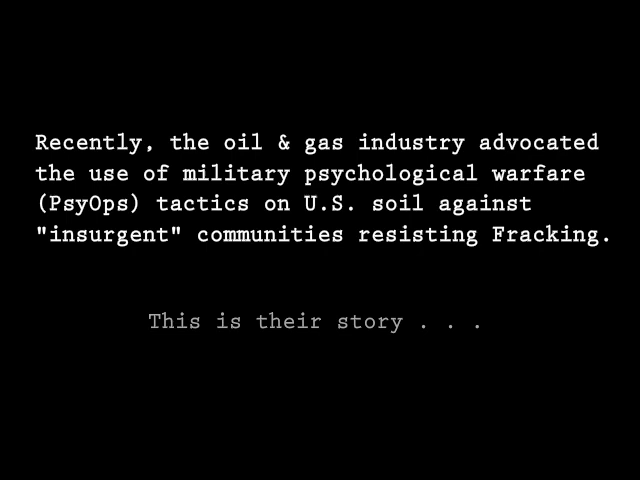 Recently, the oil & gas industry advocated
the use of military psychological warfare
(PsyOps) tactics on U.S. soil against
"insurgent" communities resisting Fracking.
This is their story . . .